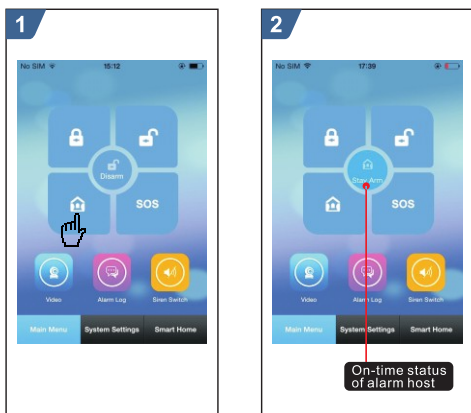 1
No SIM
15:12
Disarm
SOS
Video
Alarm Log
Siren Switch
Main Menu
System Settings
Smart Home
2
No SIM
17:39
Stay Arm
SOS
Video
Alarm Log
Siren Switch
Main Menu
System Settings
Smart Home
On-time status
of alarm host